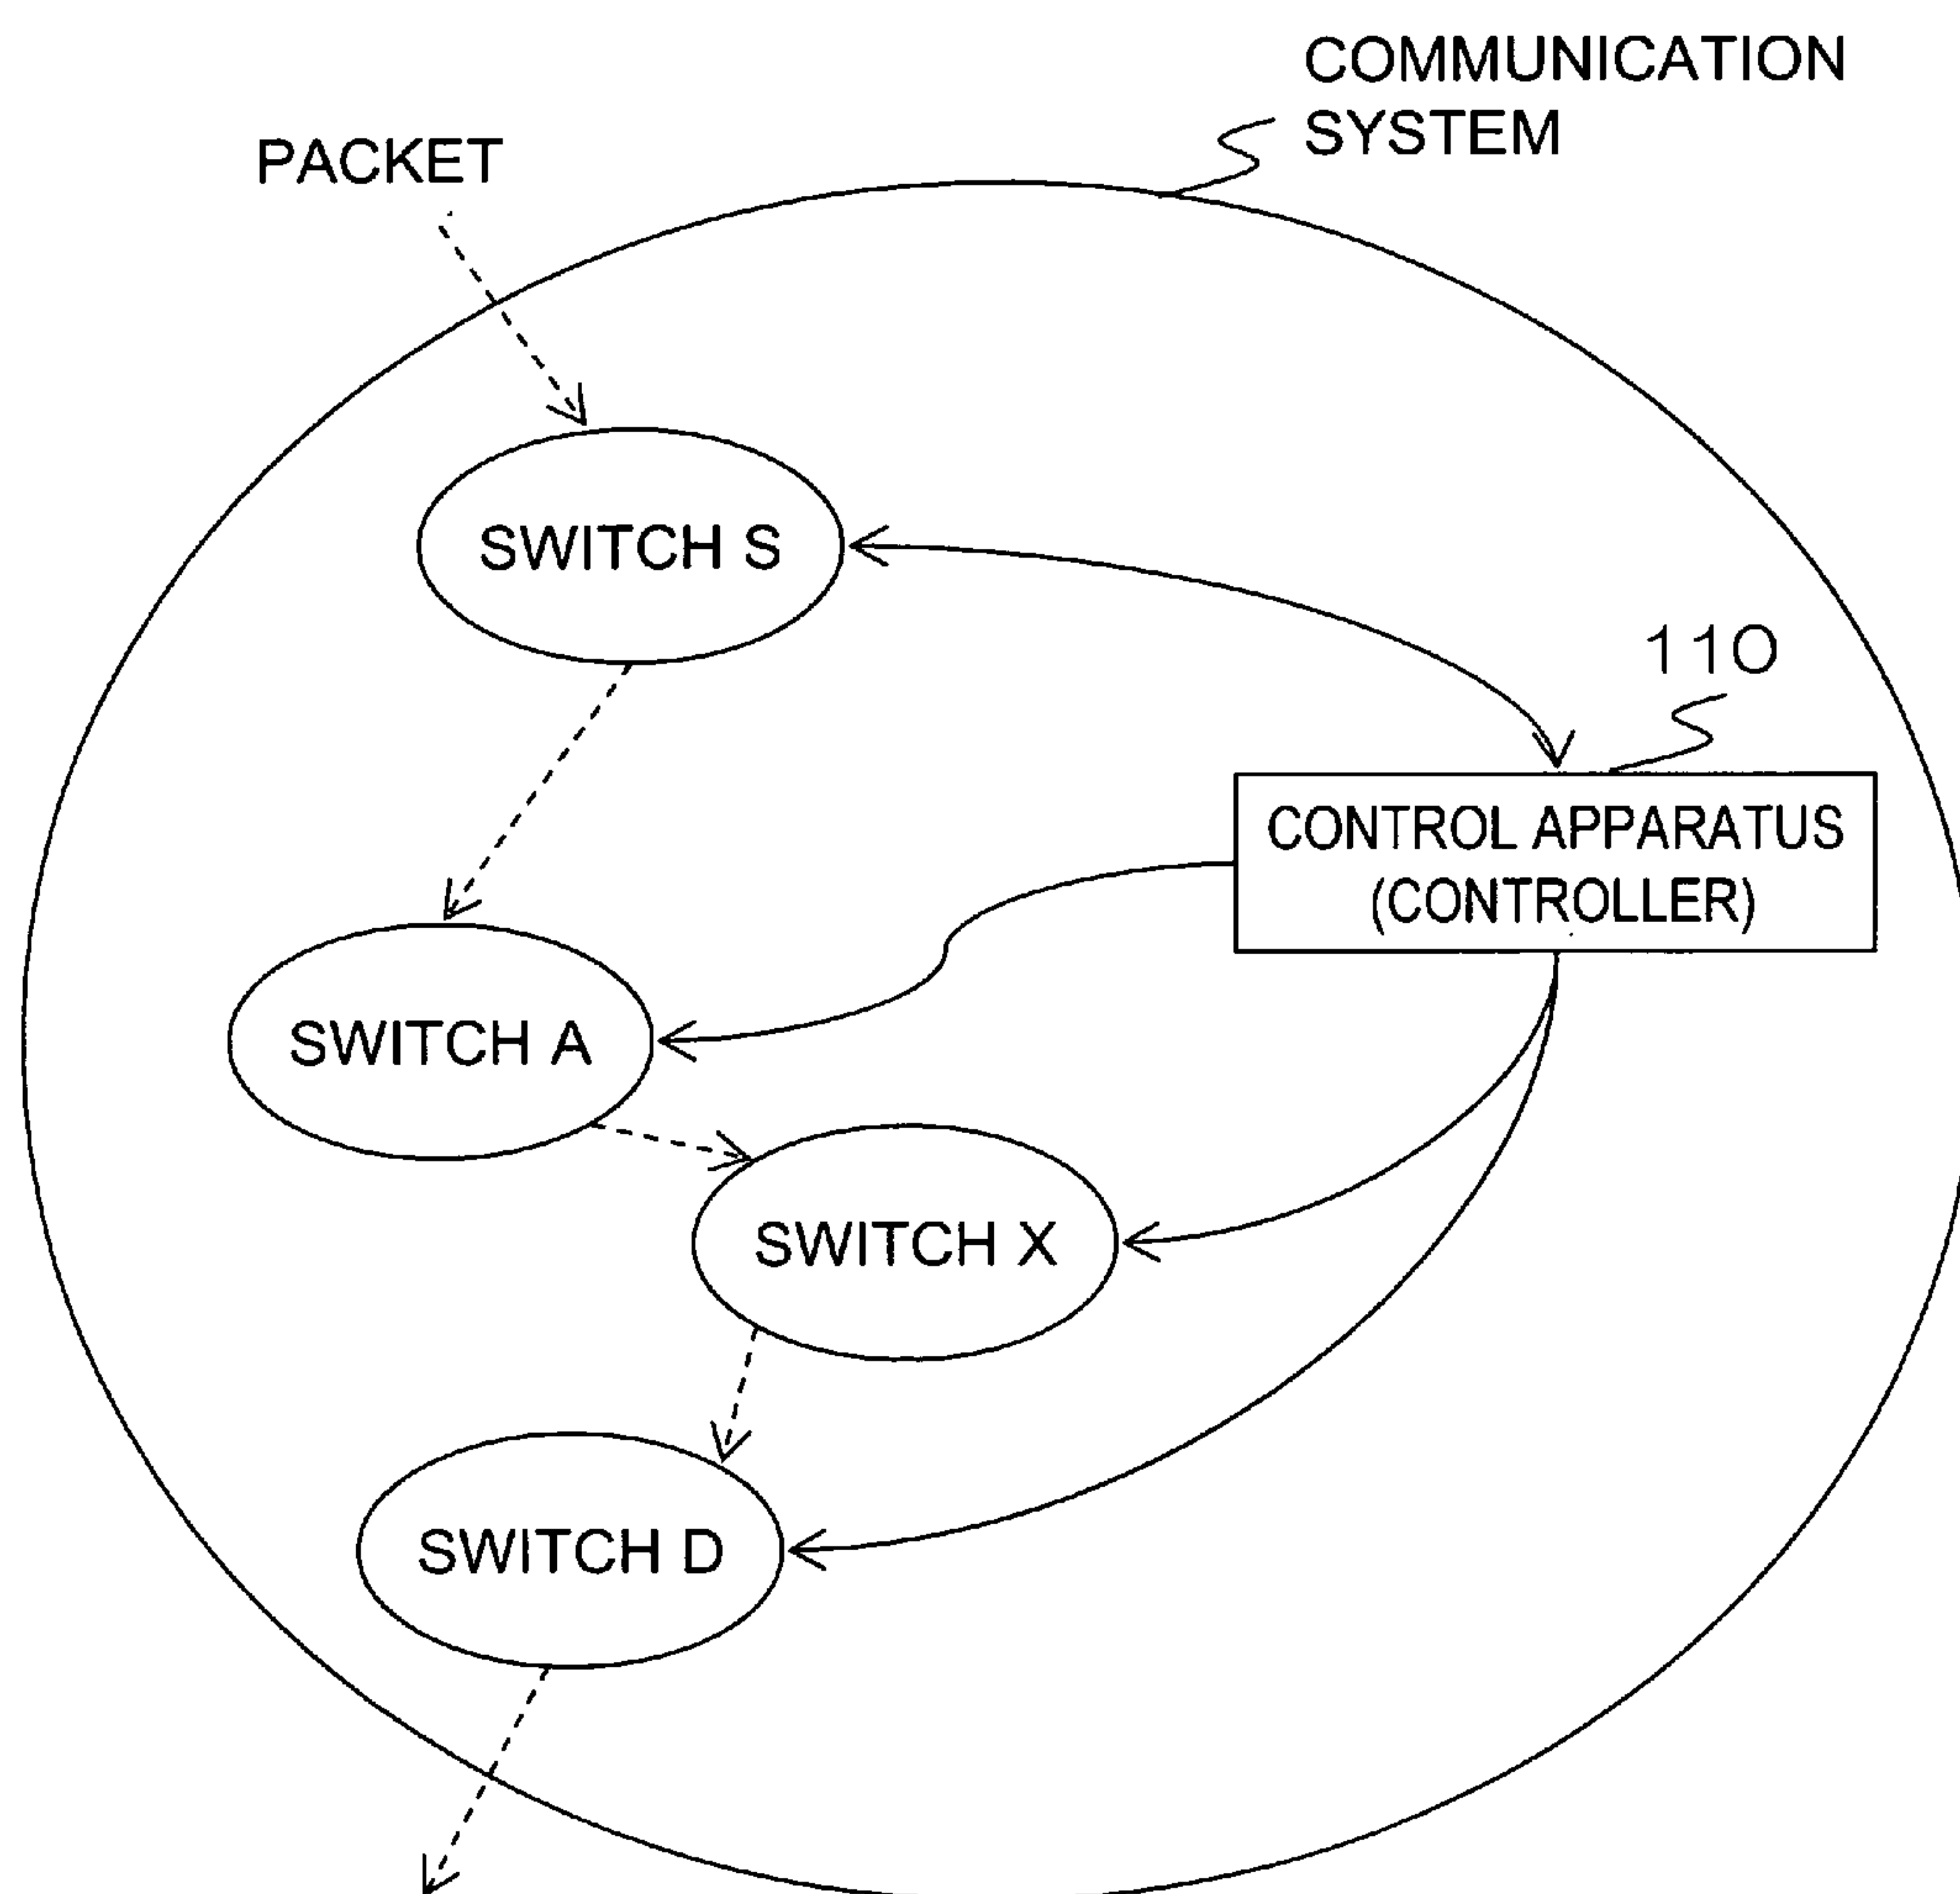 COMMUNICATION
SYSTEM
PACKET
SWITCH S
110
CONTROL APPARATUS
(CONTROLLER)
SWITCH A
SWITCH X
SWITCH D